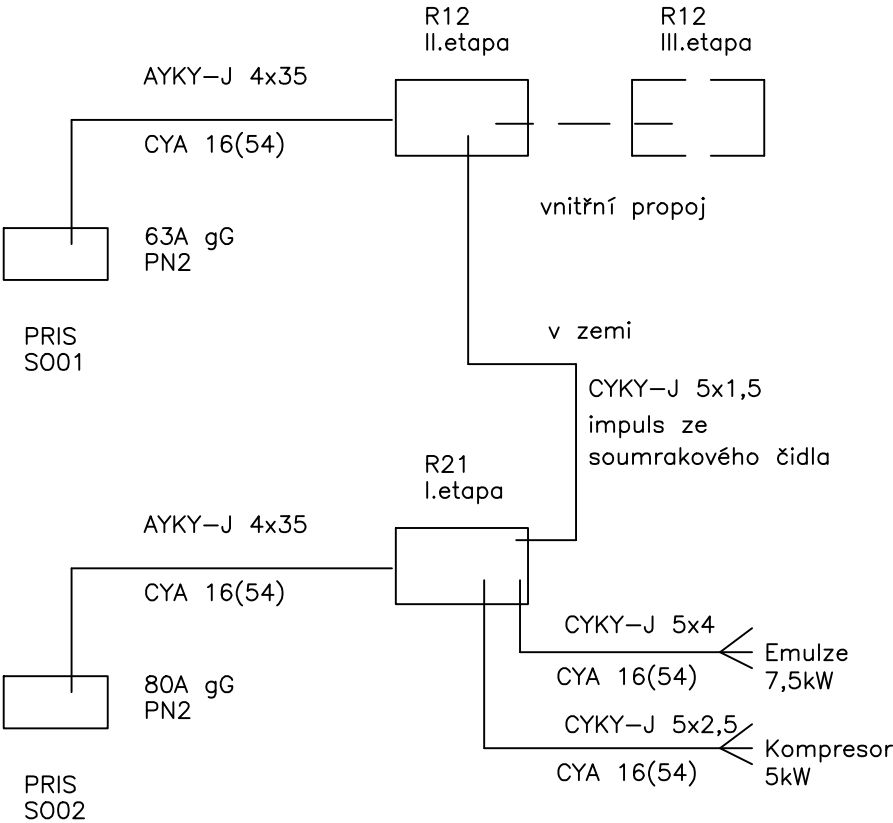 R12
II.etapa
R12
III.etapa
AYKY-J 4x35
CYA 16(54)
vnitřní propoj
63A gG
PN2
PRIS
SO01
v zemi
CYKY-J 5x1,5
impuls ze
soumrakového čidla
R21
I.etapa
AYKY-J 4x35
CYA 16(54)
CYKY-J 5x4
Emulze
7,5kW
CYA 16(54)
80A gG
PN2
CYKY-J 5x2,5
Kompresor
5kW
CYA 16(54)
PRIS
SO02